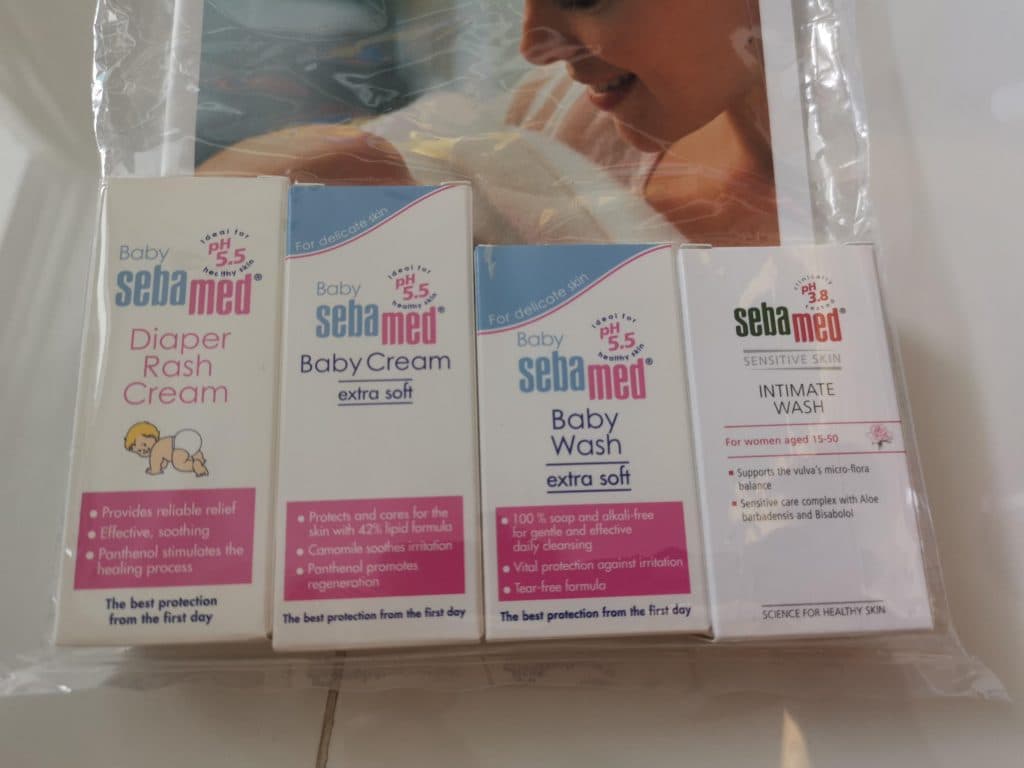 Baby
ideal for
pH
5.5
healthy skin
sebamed®
Diaper
Rash
Cream
• Provides reliable relief
• Effective, soothing
• Panthenol stimulates the
healing process
The best protection
from the first day
For delicate skin
Baby
ideal for
pH
5.5
healthy skin
sebamed®
Baby Cream
extra soft
• Protects and cares for the
skin with 42% lipid formula
• Camomile soothes irritation
• Panthenol promotes
regeneration
The best protection from the first day
For delicate skin
Baby
ideal for
pH
5.5
healthy skin
sebamed®
Baby
Wash
extra soft
• 100 % soap and alkali-free
for gentle and effective
daily cleansing
• Vital protection against irritation
• Tear-free formula
The best protection from the first day
clinically
pH
3.8
tested
sebamed®
SENSITIVE SKIN
INTIMATE
WASH
For women aged 15-50
▪ Supports the vulva's micro-flora
balance
▪ Sensitive care complex with Aloe
barbadensis and Bisabolol
SCIENCE FOR HEALTHY SKIN